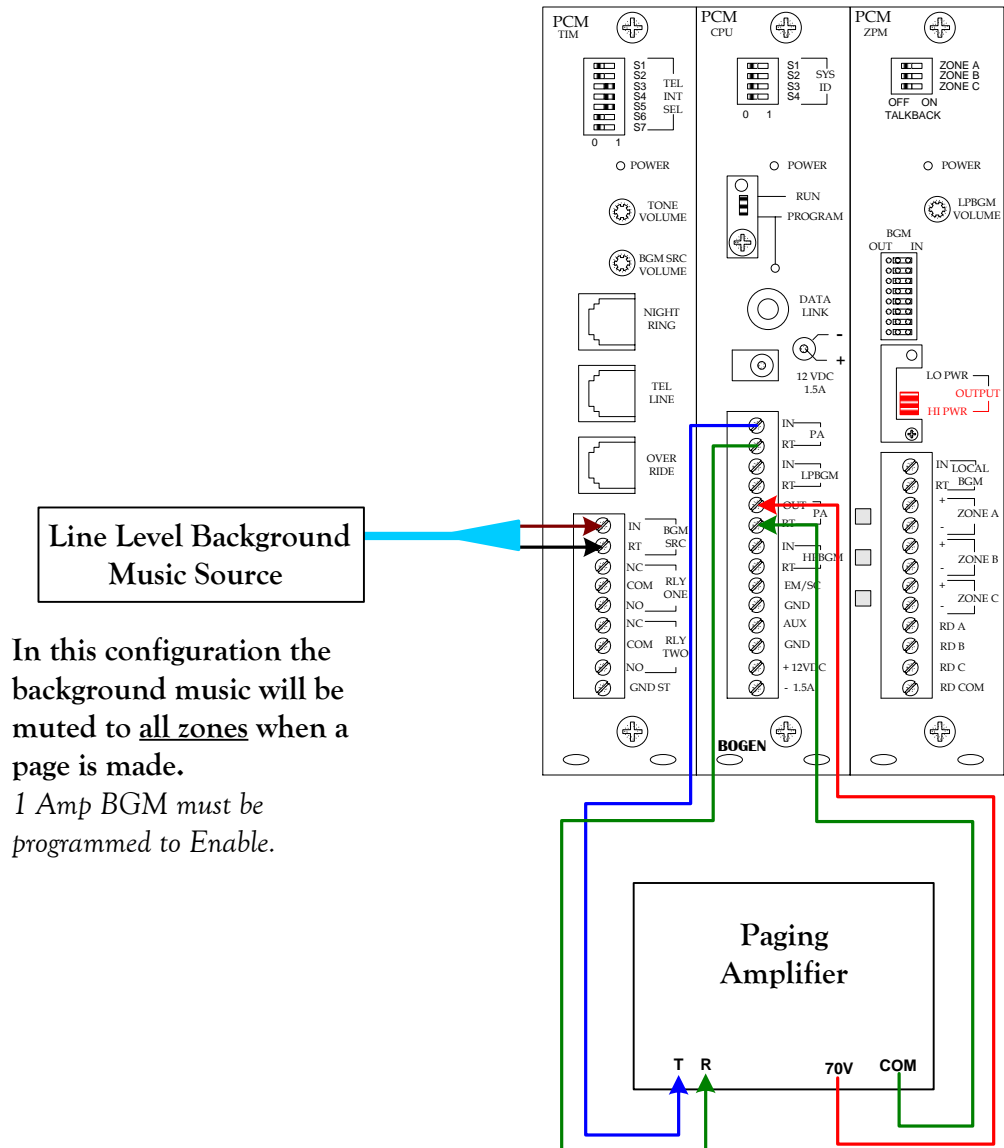 PCM
TIM
S1
S2
S3
S4
S5
S6
S7
TEL
INT
SEL
0 1
POWER
TONE
VOLUME
BGM SRC
VOLUME
NIGHT
RING
TEL
LINE
OVER
RIDE
IN
RT
BGM
SRC
NC
COM
NO
RLY
ONE
NC
COM
NO
RLY
TWO
GND ST
PCM
CPU
S1
S2
S3
S4
SYS
ID
0 1
POWER
RUN
PROGRAM
DATA
LINK
-
+
12 VDC
1.5A
IN
RT
PA
IN
RT
LPBGM
OUT
RT
PA
IN
RT
HPBGM
EM/SC
GND
AUX
GND
+ 12VDC
- 1.5A
BOGEN
PCM
ZPM
ZONE A
ZONE B
ZONE C
OFF ON
TALKBACK
POWER
LPBGM
VOLUME
BGM
OUT IN
LO PWR
OUTPUT
HI PWR
IN
RT
LOCAL
BGM
+
-
ZONE A
+
-
ZONE B
+
-
ZONE C
RD A
RD B
RD C
RD COM
Line Level Background
Music Source
In this configuration the
background music will be
muted to all zones when a
page is made.
1 Amp BGM must be
programmed to Enable.
Paging
Amplifier
T R 70V COM